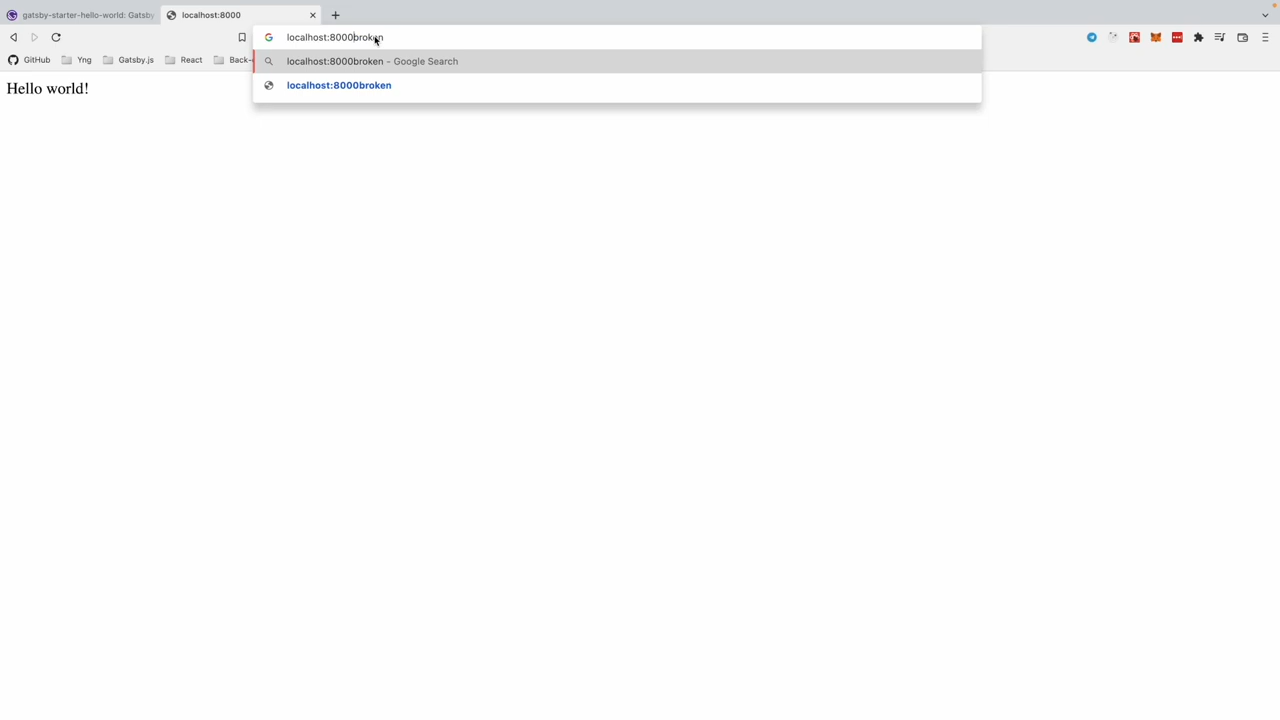 gatsby-starter-hello-world: Gatsby
localhost:8000
localhost:8000broken
GitHub
Yng
Gatsby.js
React
Back-
localhost:8000broken - Google Search
localhost:8000broken
Hello world!